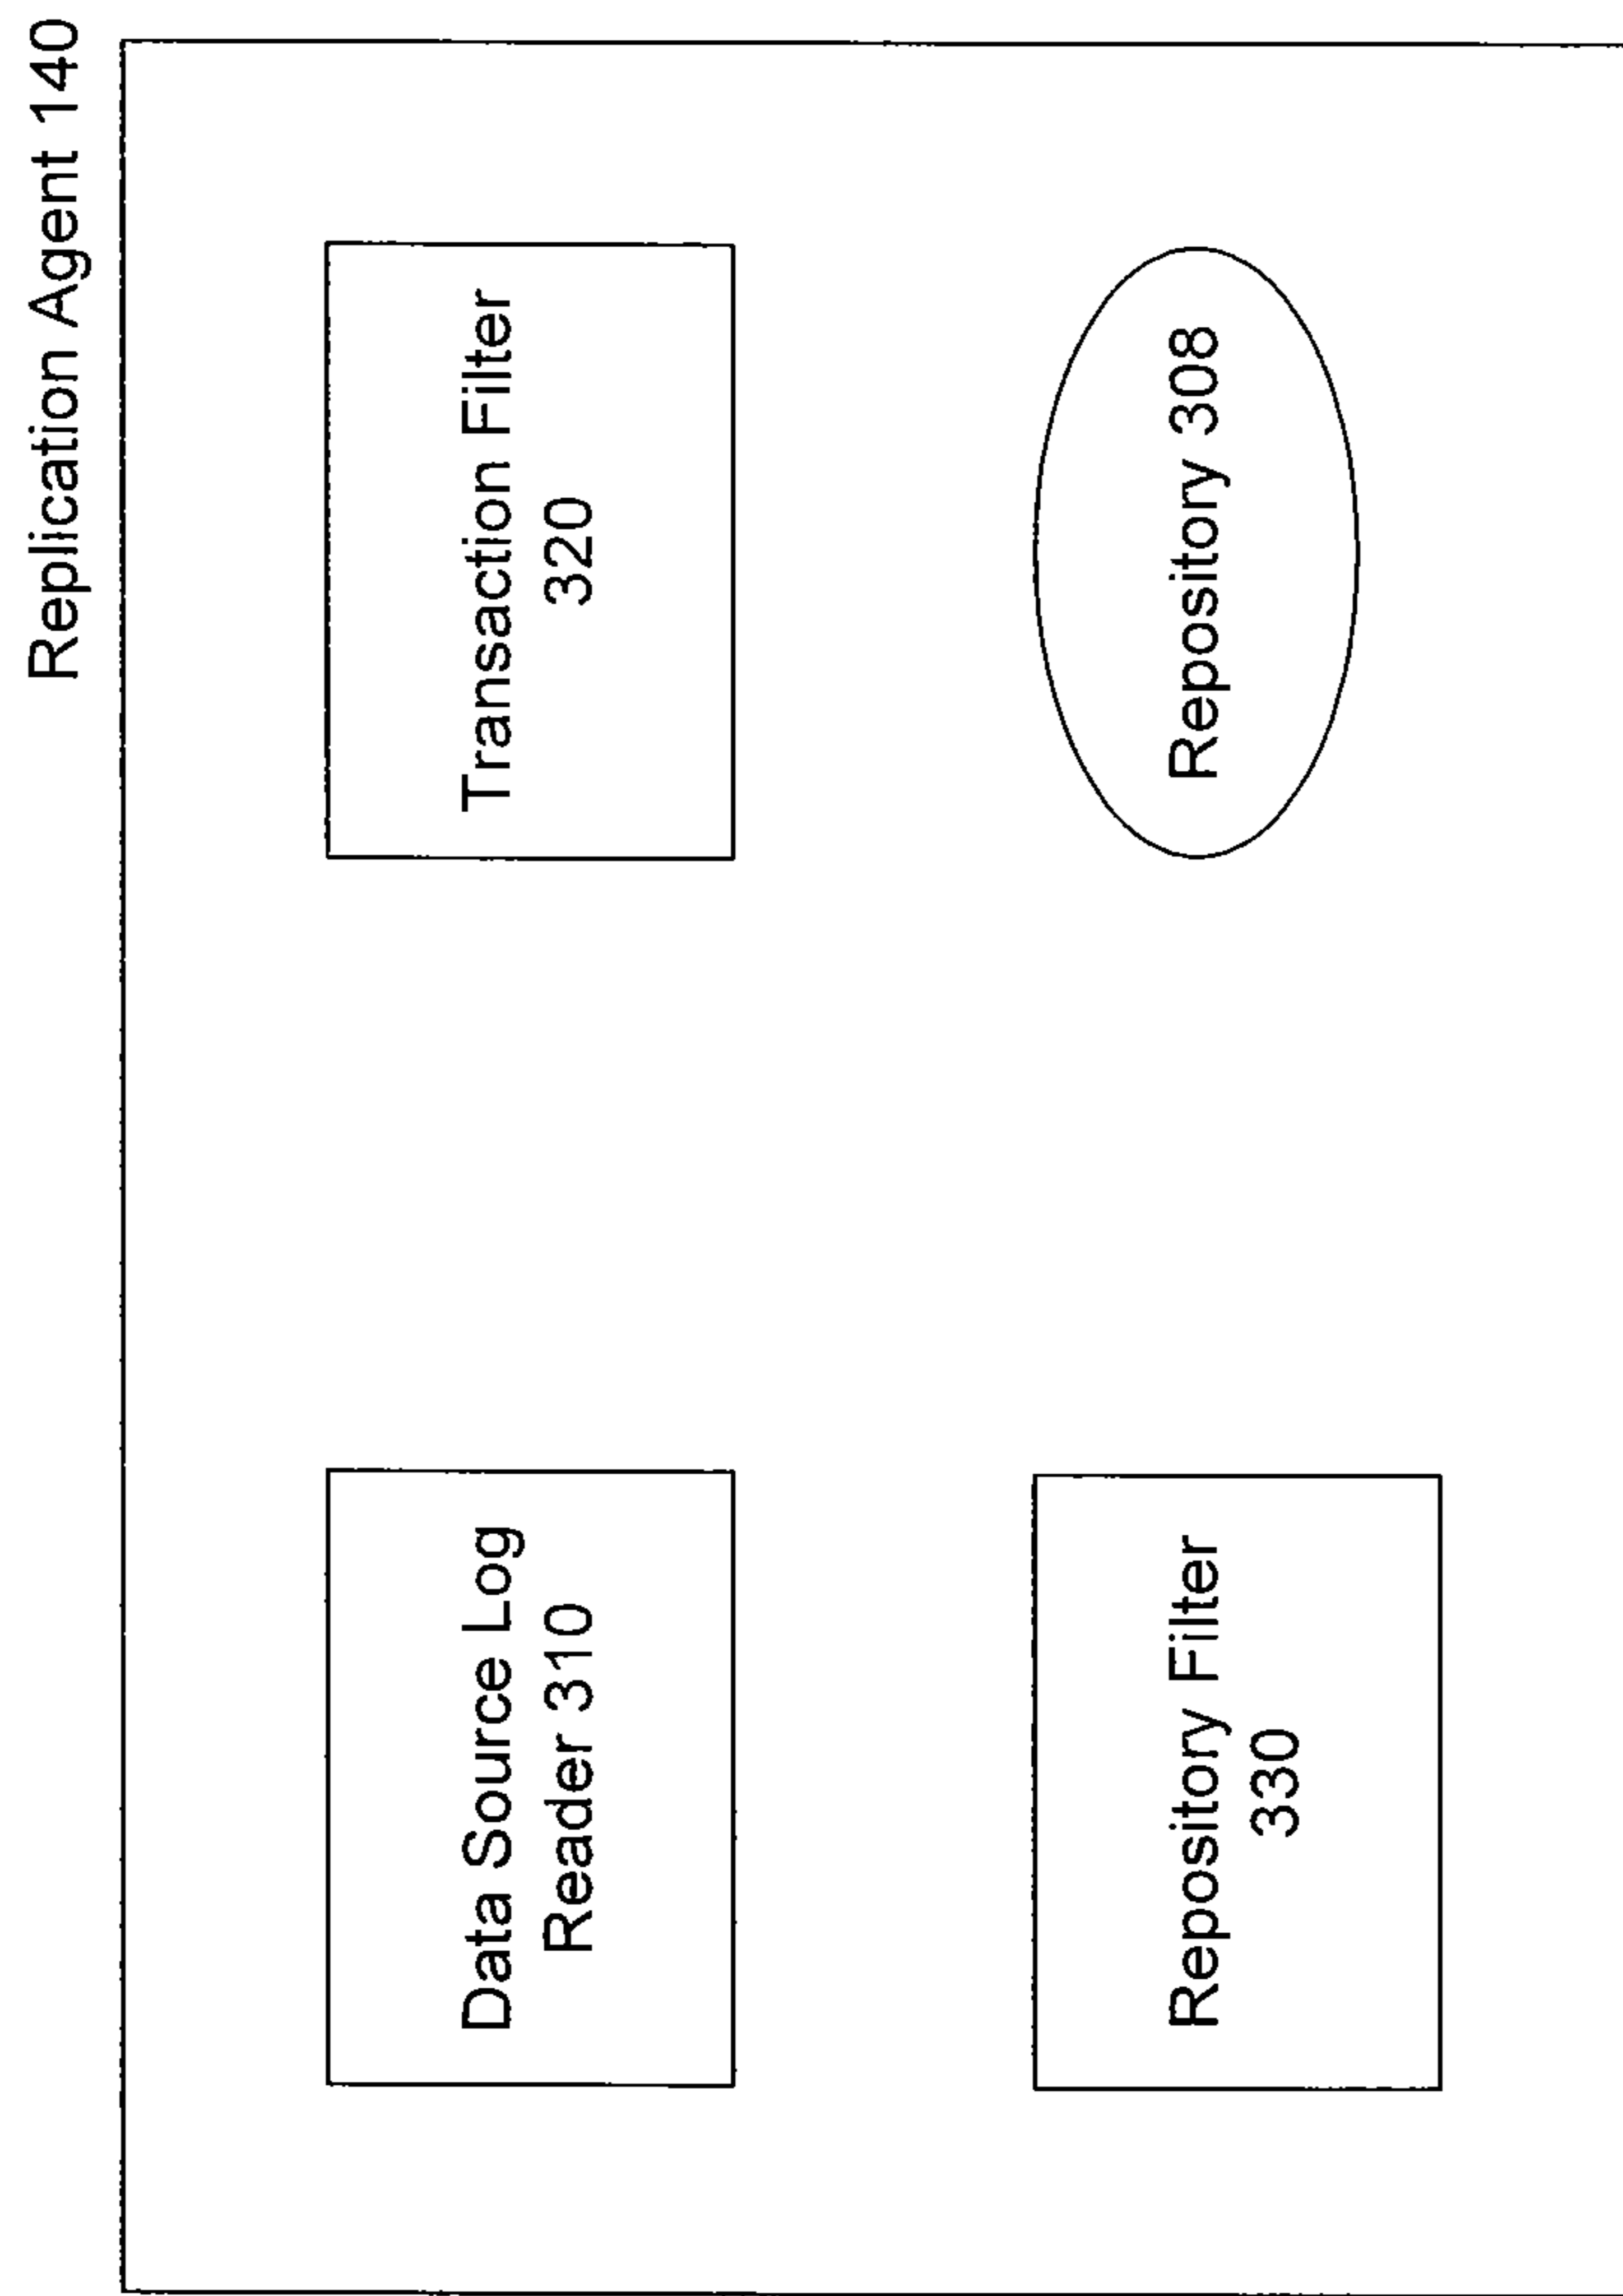 Replication Agent 140
Data Source Log
Reader 310
Transaction Filter
320
Repository Filter
330
Repository 308